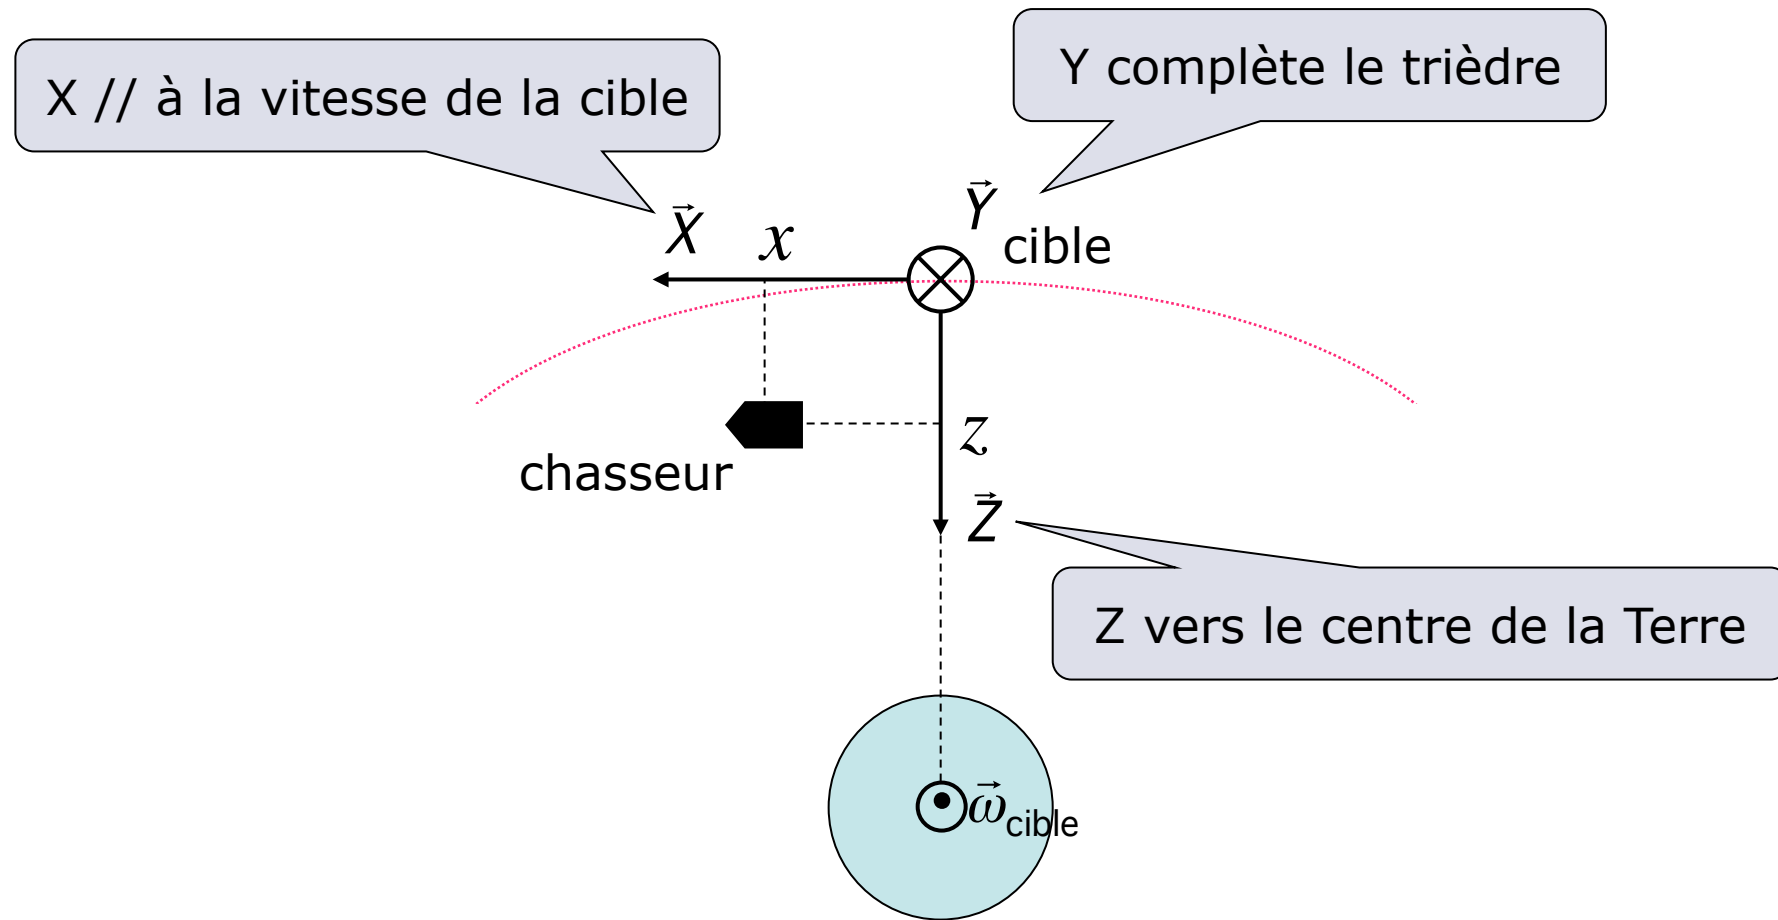 Y complète le trièdre
X // à la vitesse de la cible
Y⃗
X⃗
x
cible
z
chasseur
Z⃗
Z vers le centre de la Terre
ω⃗cible